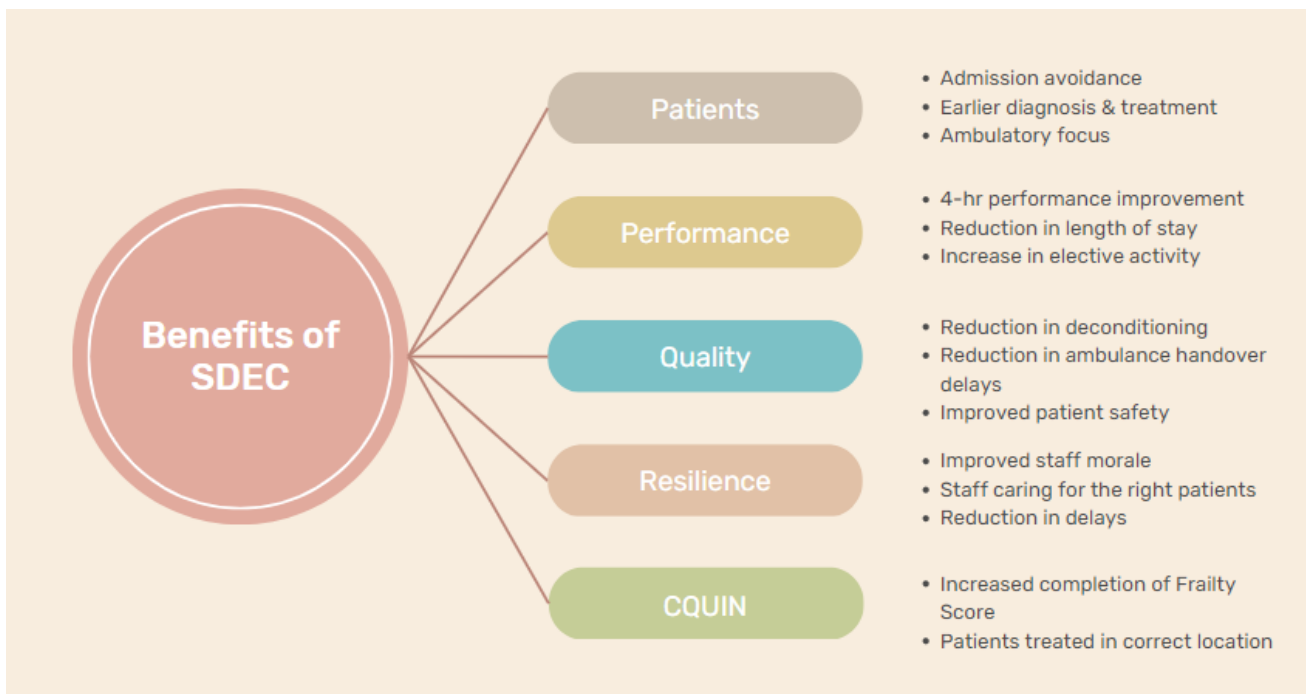 Benefits of
SDEC
Patients
• Admission avoidance
• Earlier diagnosis & treatment
• Ambulatory focus
Performance
• 4-hr performance improvement
• Reduction in length of stay
• Increase in elective activity
Quality
• Reduction in deconditioning
• Reduction in ambulance handover
delays
• Improved patient safety
Resilience
• Improved staff morale
• Staff caring for the right patients
• Reduction in delays
CQUIN
• Increased completion of Frailty
Score
• Patients treated in correct location